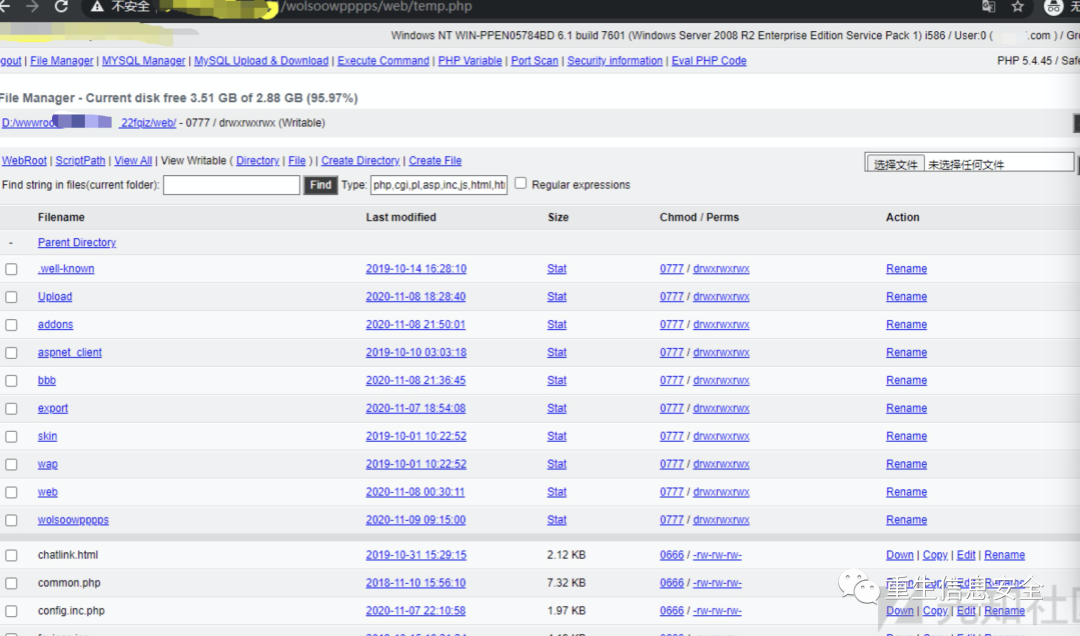 不安全 /wolsoowpppps/web/temp.php 无
Windows NT WIN-PPEN05784BD 6.1 build 7601 (Windows Server 2008 R2 Enterprise Edition Service Pack 1) i586 / User:0 ( .com ) / Gro
gout | File Manager | MYSQL Manager | MySQL Upload & Download | Execute Command | PHP Variable | Port Scan | Security information | Eval PHP Code PHP 5.4.45 / Safe
File Manager - Current disk free 3.51 GB of 2.88 GB (95.97%)
D:/wwwroo _22fqiz/web/ - 0777 / drwxrwxrwx (Writable)
WebRoot | ScriptPath | View All | View Writable ( Directory | File ) | Create Directory | Create File 选择文件 未选择任何文件
Find string in files(current folder): Find Type: php,cgi,pl,asp,inc,js,html,ht Regular expressions
Filename Last modified Size Chmod / Perms Action
- Parent Directory
.well-known 2019-10-14 16:28:10 Stat 0777 / drwxrwxrwx Rename
Upload 2020-11-08 18:28:40 Stat 0777 / drwxrwxrwx Rename
addons 2020-11-08 21:50:01 Stat 0777 / drwxrwxrwx Rename
aspnet_client 2019-10-10 03:03:18 Stat 0777 / drwxrwxrwx Rename
bbb 2020-11-08 21:36:45 Stat 0777 / drwxrwxrwx Rename
export 2020-11-07 18:54:08 Stat 0777 / drwxrwxrwx Rename
skin 2019-10-01 10:22:52 Stat 0777 / drwxrwxrwx Rename
wap 2019-10-01 10:22:52 Stat 0777 / drwxrwxrwx Rename
web 2020-11-08 00:30:11 Stat 0777 / drwxrwxrwx Rename
wolsoowpppps 2020-11-09 09:15:00 Stat 0777 / drwxrwxrwx Rename
chatlink.html 2019-10-31 15:29:15 2.12 KB 0666 / -rw-rw-rw- Down | Copy | Edit | Rename
common.php 2018-11-10 15:56:10 7.32 KB 0666 / -rw-rw-rw- Down | Copy | Edit | Rename
重生信息安全
config.inc.php 2020-11-07 22:10:58 1.97 KB 0666 / -rw-rw-rw- Down | Copy | Edit | Rename
先知社区